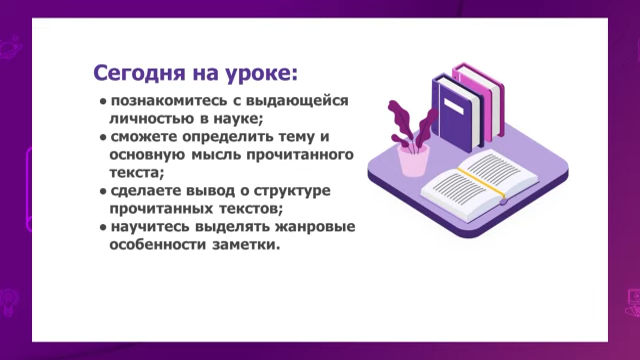 Сегодня на уроке:
● познакомитесь с выдающейся
личностью в науке;
● сможете определить тему и
основную мысль прочитанного
текста;
● сделаете вывод о структуре
прочитанных текстов;
● научитесь выделять жанровые
особенности заметки.